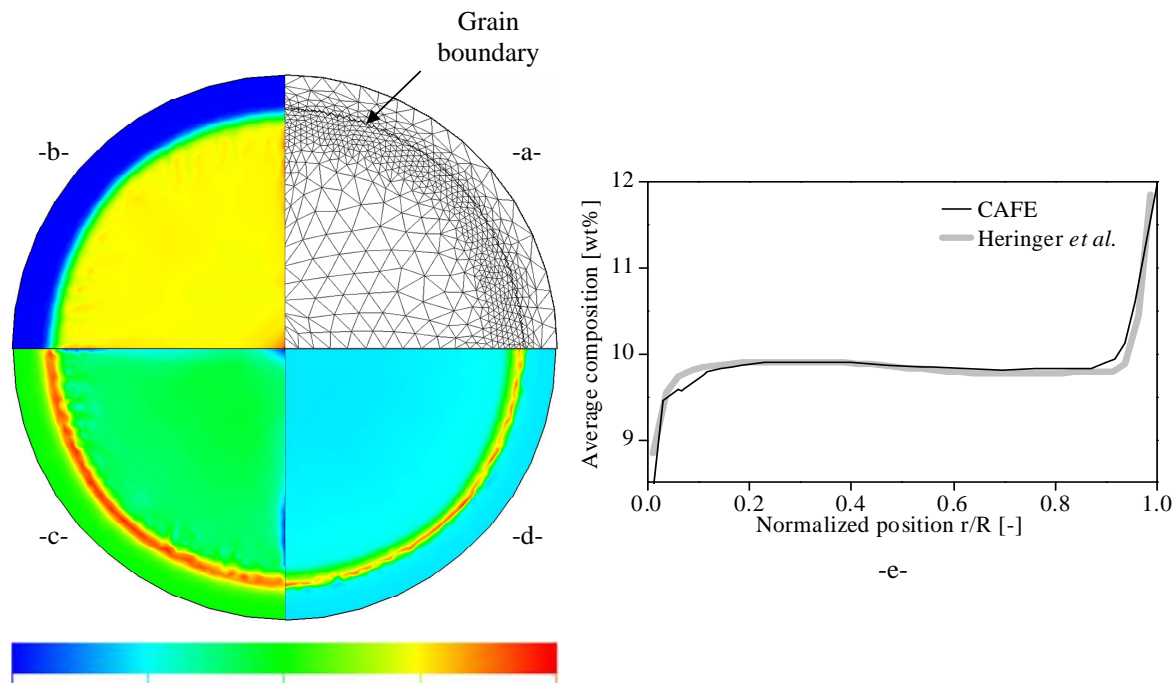 Grain
boundary
-b-
-a-
-c-
-d-
Average composition [wt%]
12
11
10
9
CAFE
Heringer et al.
0.0 0.2 0.4 0.6 0.8 1.0
Normalized position r/R [-]
-e-